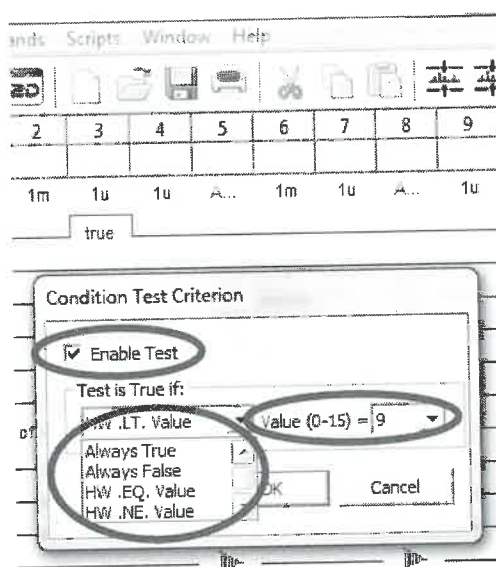 ands Scripts Window Help
2D
2 3 4 5 6 7 8 9
1m 1u 1u A... 1m 1u A... 1u
true
Condition Test Criterion
Enable Test
Test is True if:
HW .LT. Value
Value (0-15) = 9
of
Always True
Always False
HW .EQ. Value
HW .NE. Value
OK
Cancel